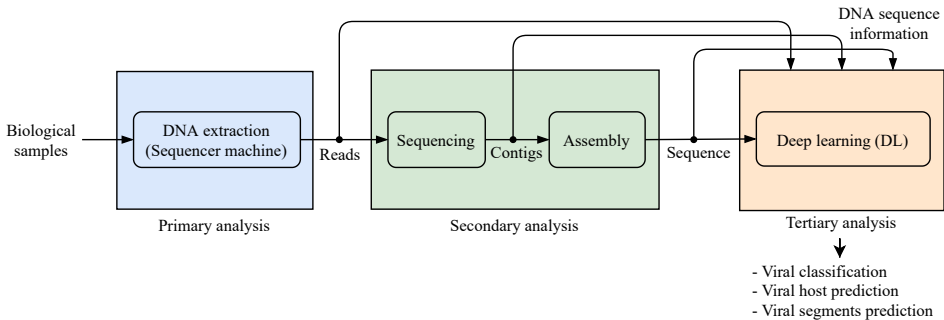 DNA sequence
information
Biological
samples
DNA extraction
(Sequencer machine)
Reads
Sequencing
Contigs
Assembly
Sequence
Deep learning (DL)
Primary analysis
Secondary analysis
Tertiary analysis
- Viral classification
- Viral host prediction
- Viral segments prediction